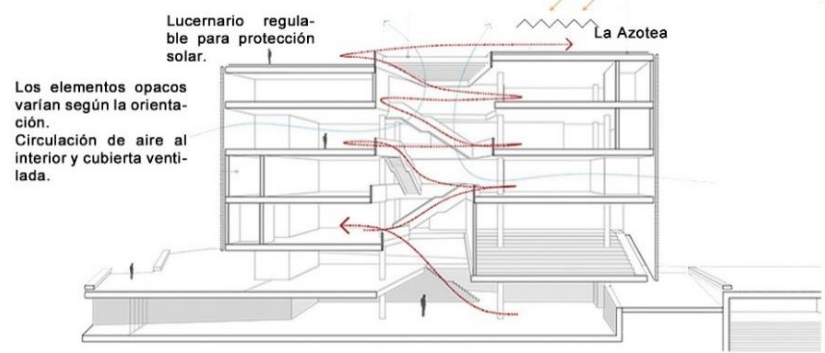 Lucernario regula-
ble para protección
solar.
La Azotea
Los elementos opacos
varían según la orienta-
ción.
Circulación de aire al
interior y cubierta venti-
lada.